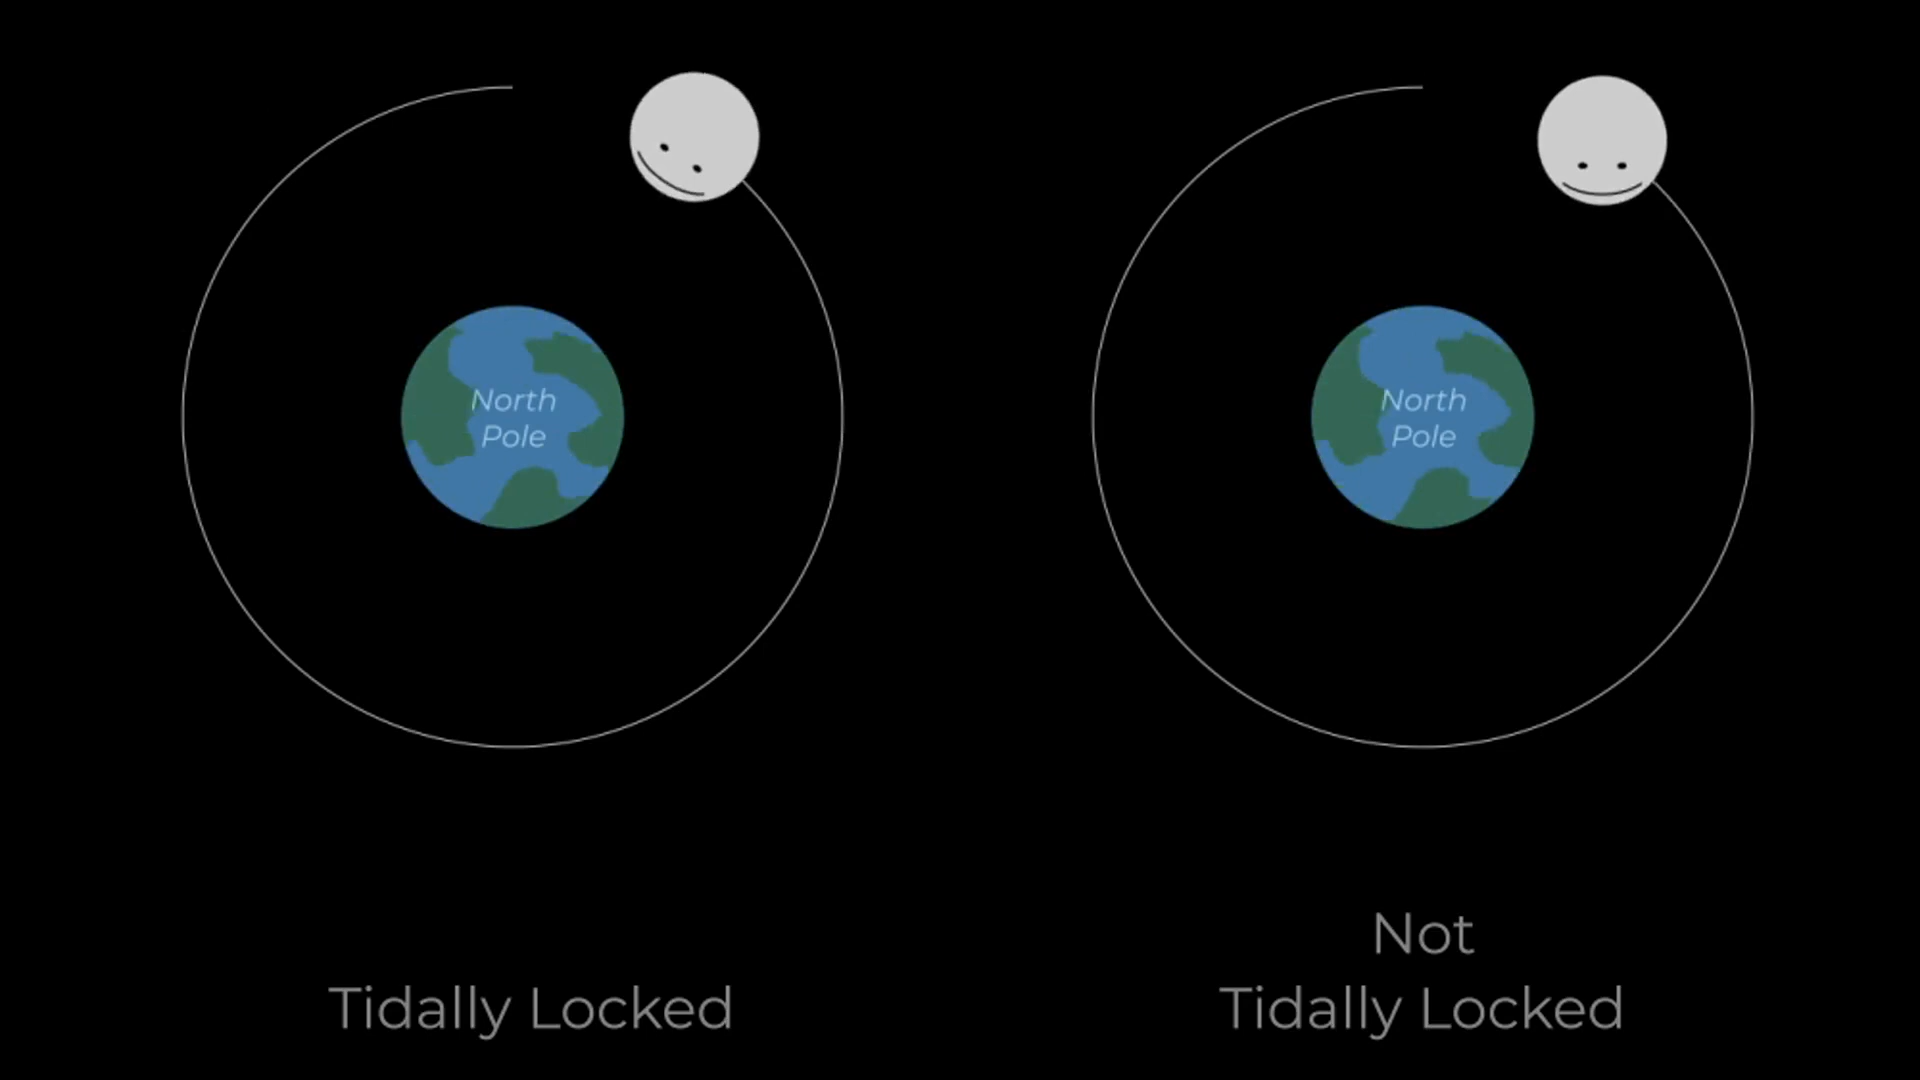 North
Pole
North
Pole
Tidally Locked
Not
Tidally Locked